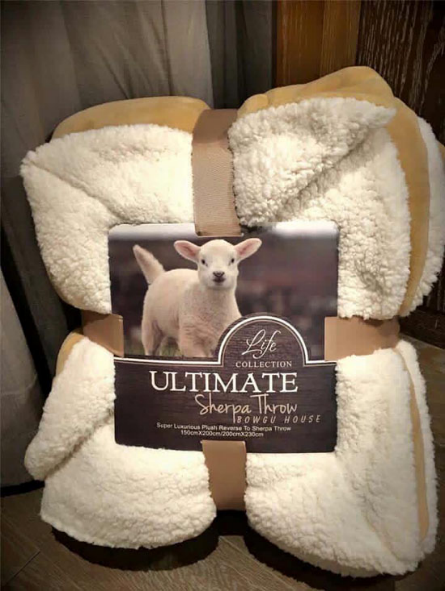 Life
COLLECTION
ULTIMATE
Sherpa Throw
BOWGU HOUSE
Super Luxurious Plush Reverse To Sherpa Throw
150cmX200cm/200cmX230cm